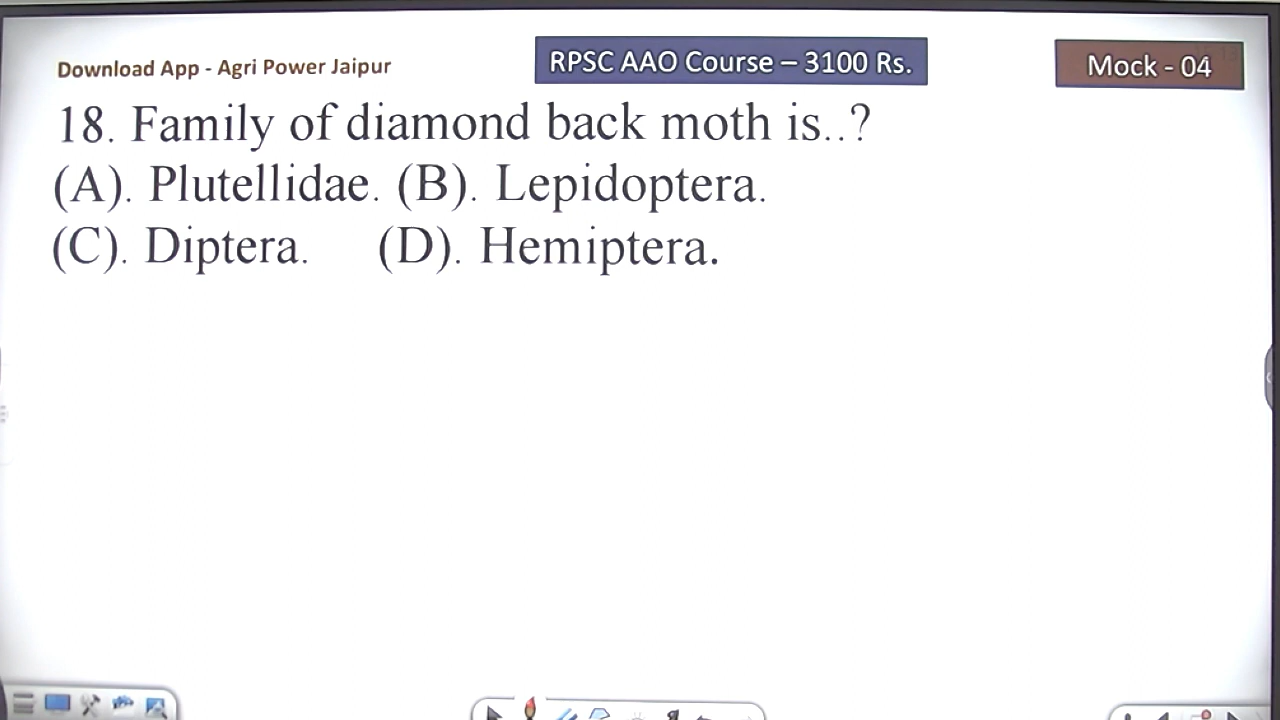 Download App - Agri Power Jaipur
RPSC AAO Course – 3100 Rs.
Mock - 04
18. Family of diamond back moth is..?
(A). Plutellidae. (B). Lepidoptera.
(C). Diptera. (D). Hemiptera.